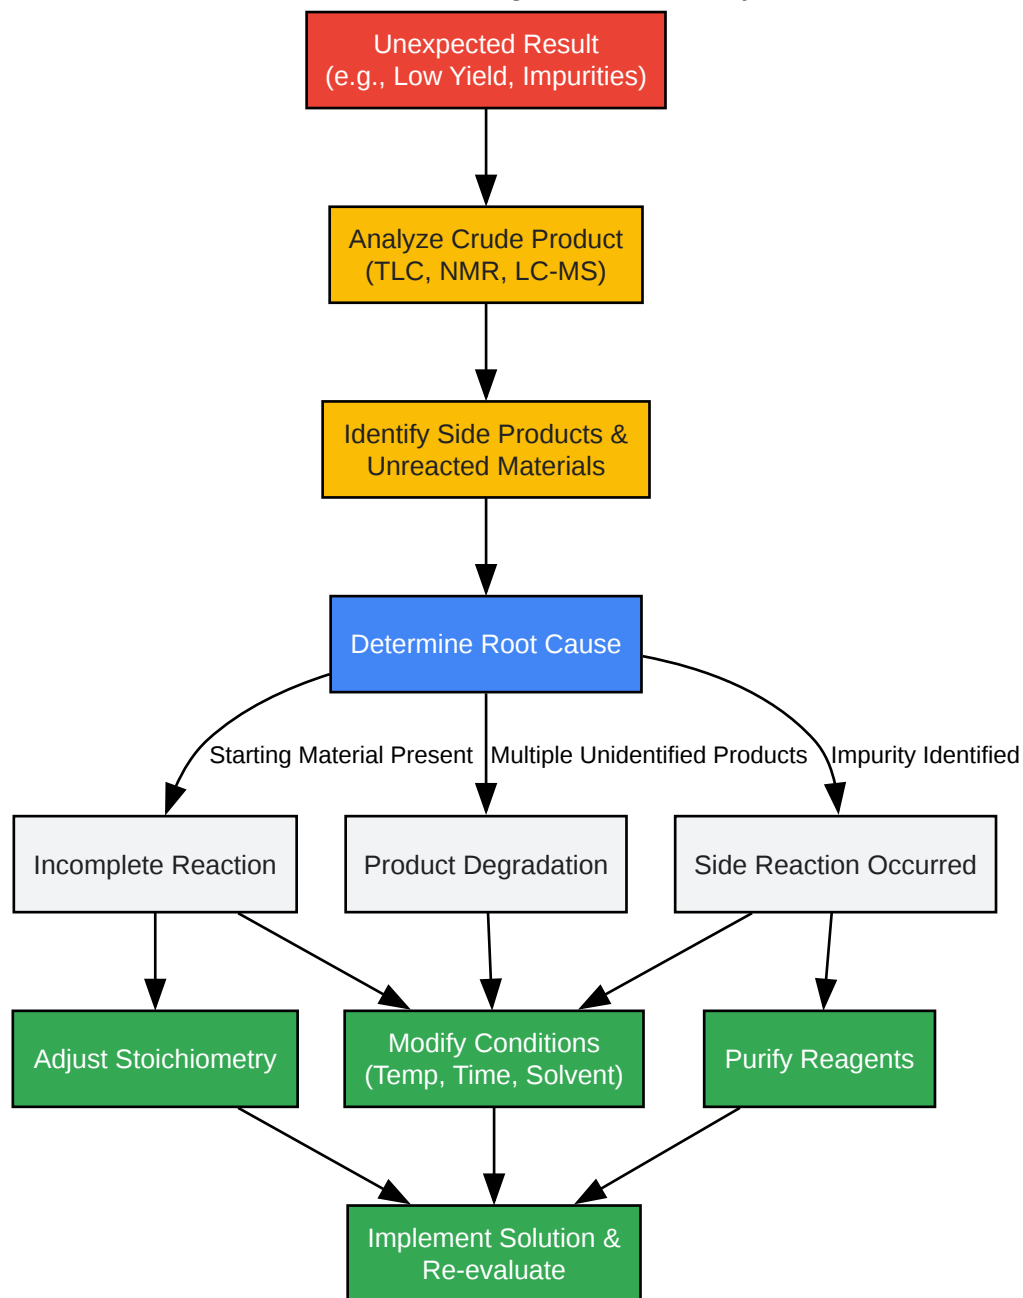 Unexpected Result
(e.g., Low Yield, Impurities)
Analyze Crude Product
(TLC, NMR, LC-MS)
Identify Side Products &
Unreacted Materials
Determine Root Cause
Starting Material Present
Multiple Unidentified Products
Impurity Identified
Incomplete Reaction
Product Degradation
Side Reaction Occurred
Adjust Stoichiometry
Modify Conditions
(Temp, Time, Solvent)
Purify Reagents
Implement Solution &
Re-evaluate